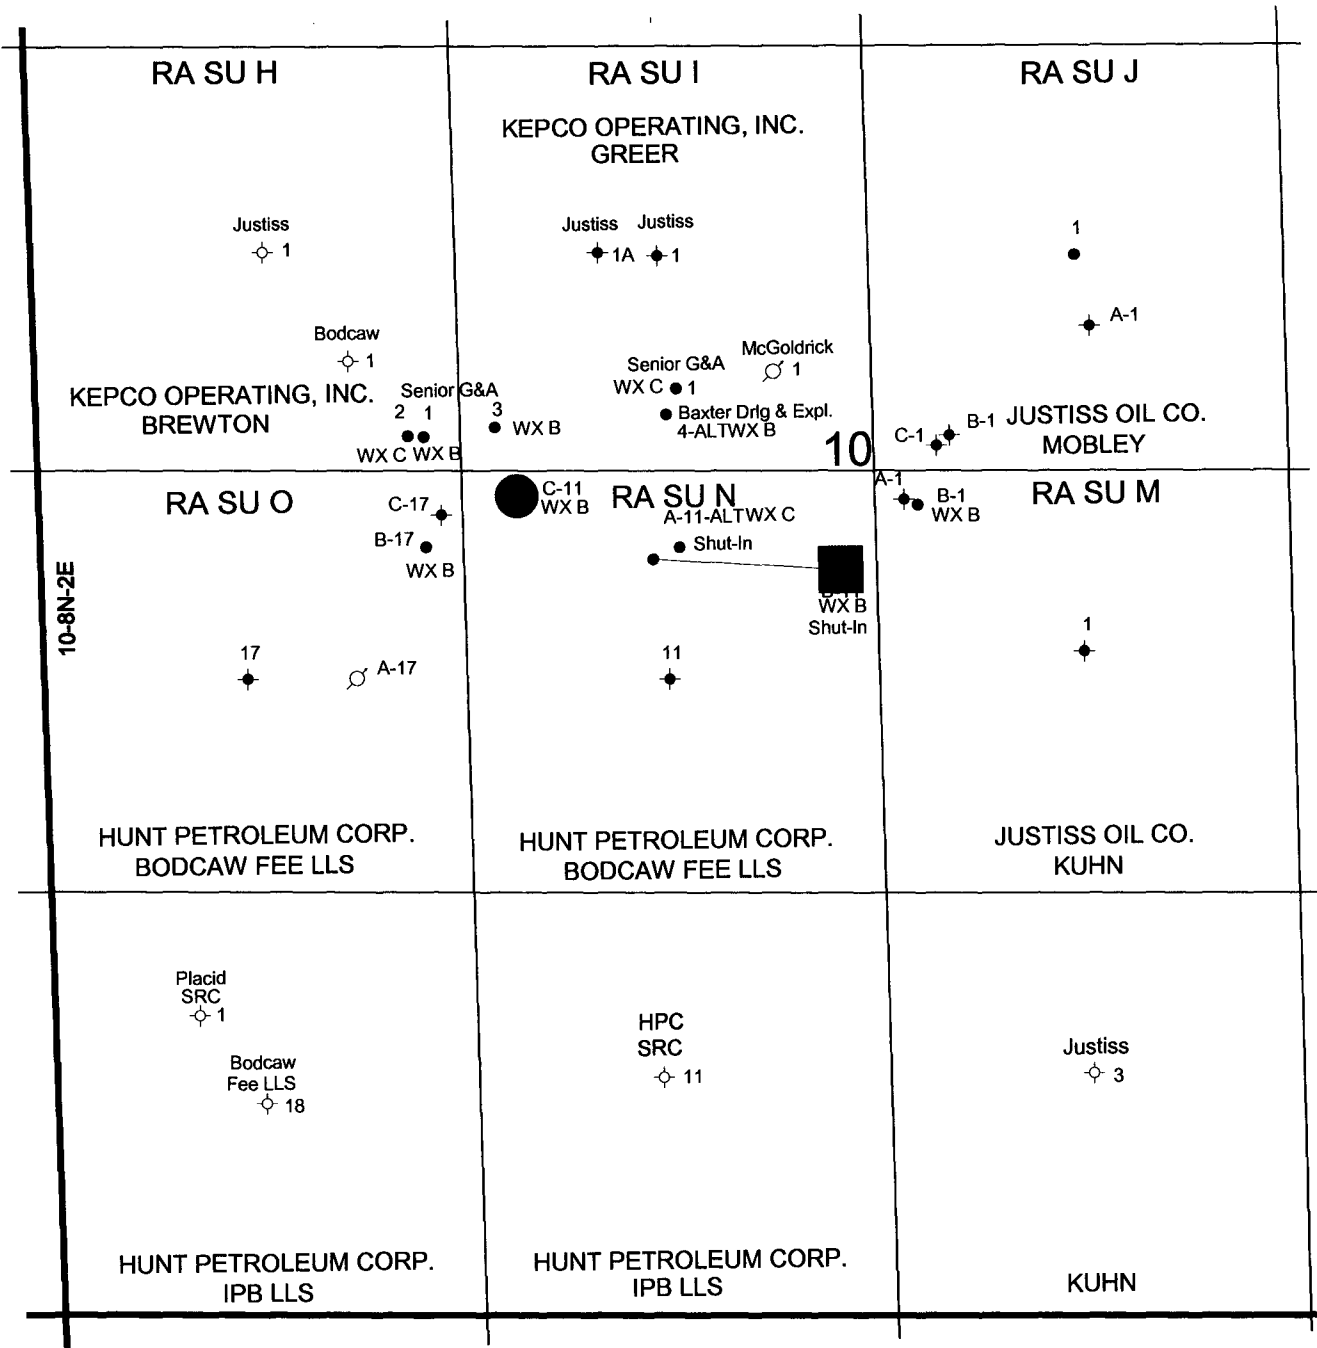 RA SU H
RA SU I
RA SU J
KEPCO OPERATING, INC.
GREER
Justiss
1
Justiss
1A
Justiss
1
1
A-1
Bodcaw
1
McGoldrick
1
Senior G&A
WX C
1
KEPCO OPERATING, INC.
BREWTON
Senior G&A
2
1
WX C
WX B
3
WX B
Baxter Drlg & Expl.
4-ALTWX B
10
C-1
B-1
JUSTISS OIL CO.
MOBLEY
RA SU O
C-17
B-17
WX B
C-11
WX B
RA SU N
A-11-ALTWX C
Shut-In
WX B
Shut-In
A-1
B-1
WX B
RA SU M
10-8N-2E
17
A-17
11
1
HUNT PETROLEUM CORP.
BODCAW FEE LLS
HUNT PETROLEUM CORP.
BODCAW FEE LLS
JUSTISS OIL CO.
KUHN
Placid
SRC
1
Bodcaw
Fee LLS
18
HPC
SRC
11
Justiss
3
HUNT PETROLEUM CORP.
IPB LLS
HUNT PETROLEUM CORP.
IPB LLS
KUHN